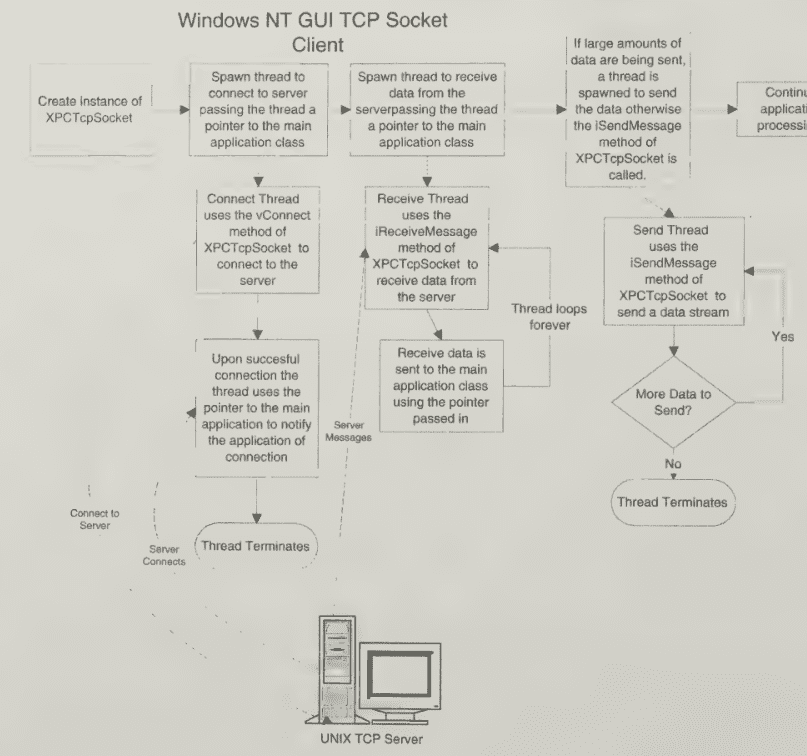 Windows NT GUI TCP Socket
Client
Create instance of
XPCTcpSocket
Spawn thread to
connect to server
passing the thread a
pointer to the main
application class
Spawn thread to receive
data from the
serverpassing the thread
a pointer to the main
application class
If large amounts of
data are being sent,
a thread is
spawned to send
the data otherwise
the iSendMessage
method of
XPCTcpSocket is
called.
Continu
applicati
processi
Connect Thread
uses the vConnect
method of
XPCTcpSocket to
connect to the
server
Receive Thread
uses the
iReceiveMessage
method of
XPCTcpSocket to
receive data from
the server
Send Thread
uses the
iSendMessage
method of
XPCTcpSocket to
send a data stream
Thread loops
forever
Yes
Upon succesful
connection the
thread uses the
pointer to the main
application to notify
the application of
connection
Receive data is
sent to the main
application class
using the pointer
passed in
More Data to
Send?
Server
Messages
No
Thread Terminates
Connect to
Server
Server
Connects
Thread Terminates
UNIX TCP Server